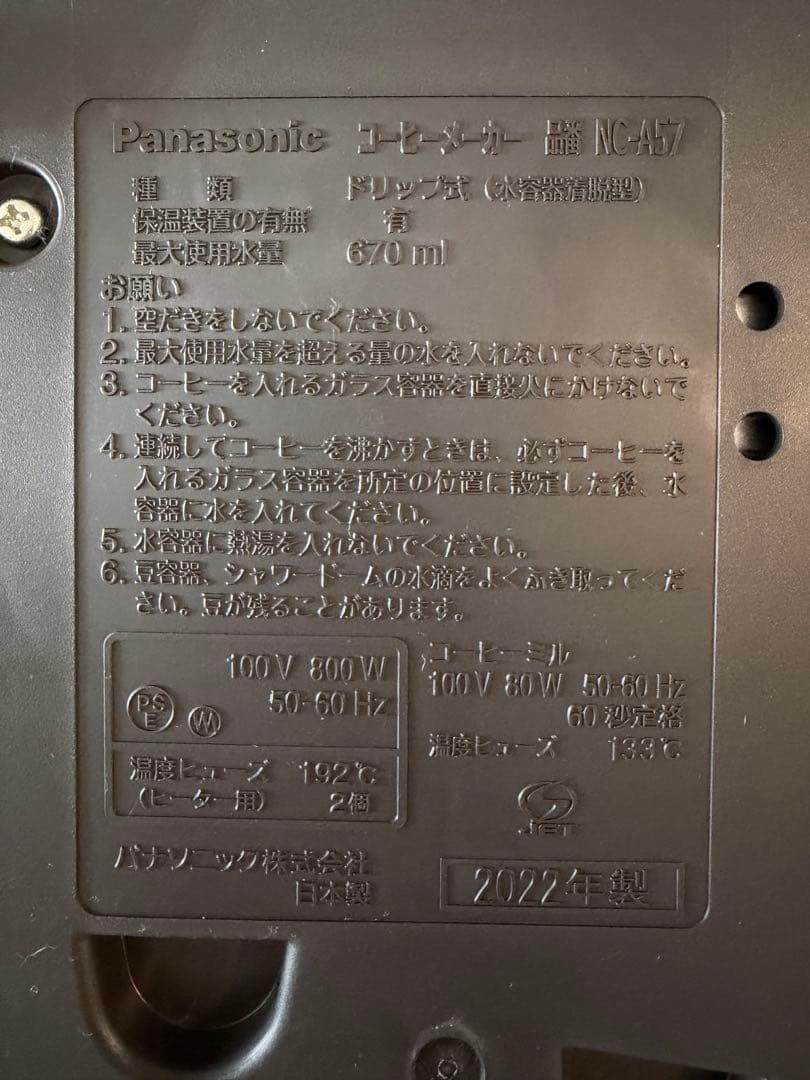 Panasonic コーヒーメーカー 品番 NC-A57
種類 ドリップ式(水容器着脱型)
保温装置の有無 有
最大使用水量 670 ml
お願い
1. 空だきをしないでください。
2. 最大使用水量を超える量の水を入れないでください。
3. コーヒーを入れるガラス容器を直接火にかけないで
ください。
4. 連続してコーヒーを沸かすときは、必ずコーヒーを
入れるガラス容器を所定の位置に設定した後、水
容器に水を入れてください。
5. 水容器に熱湯を入れないでください。
6. 豆容器、シャワードームの水滴をよくふき取ってくだ
さい。豆が残ることがあります。
100V 800W
50-60 Hz
PS
E
温度ヒューズ 192℃
(ヒーター用) 2個
コーヒーミル
100V 80W 50-60 Hz
60秒定格
温度ヒューズ 133℃
JET
パナソニック株式会社
日本製
2022年製